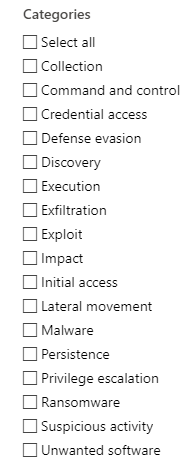 Categories
Select all
Collection
Command and control
Credential access
Defense evasion
Discovery
Execution
Exfiltration
Exploit
Impact
Initial access
Lateral movement
Malware
Persistence
Privilege escalation
Ransomware
Suspicious activity
Unwanted software